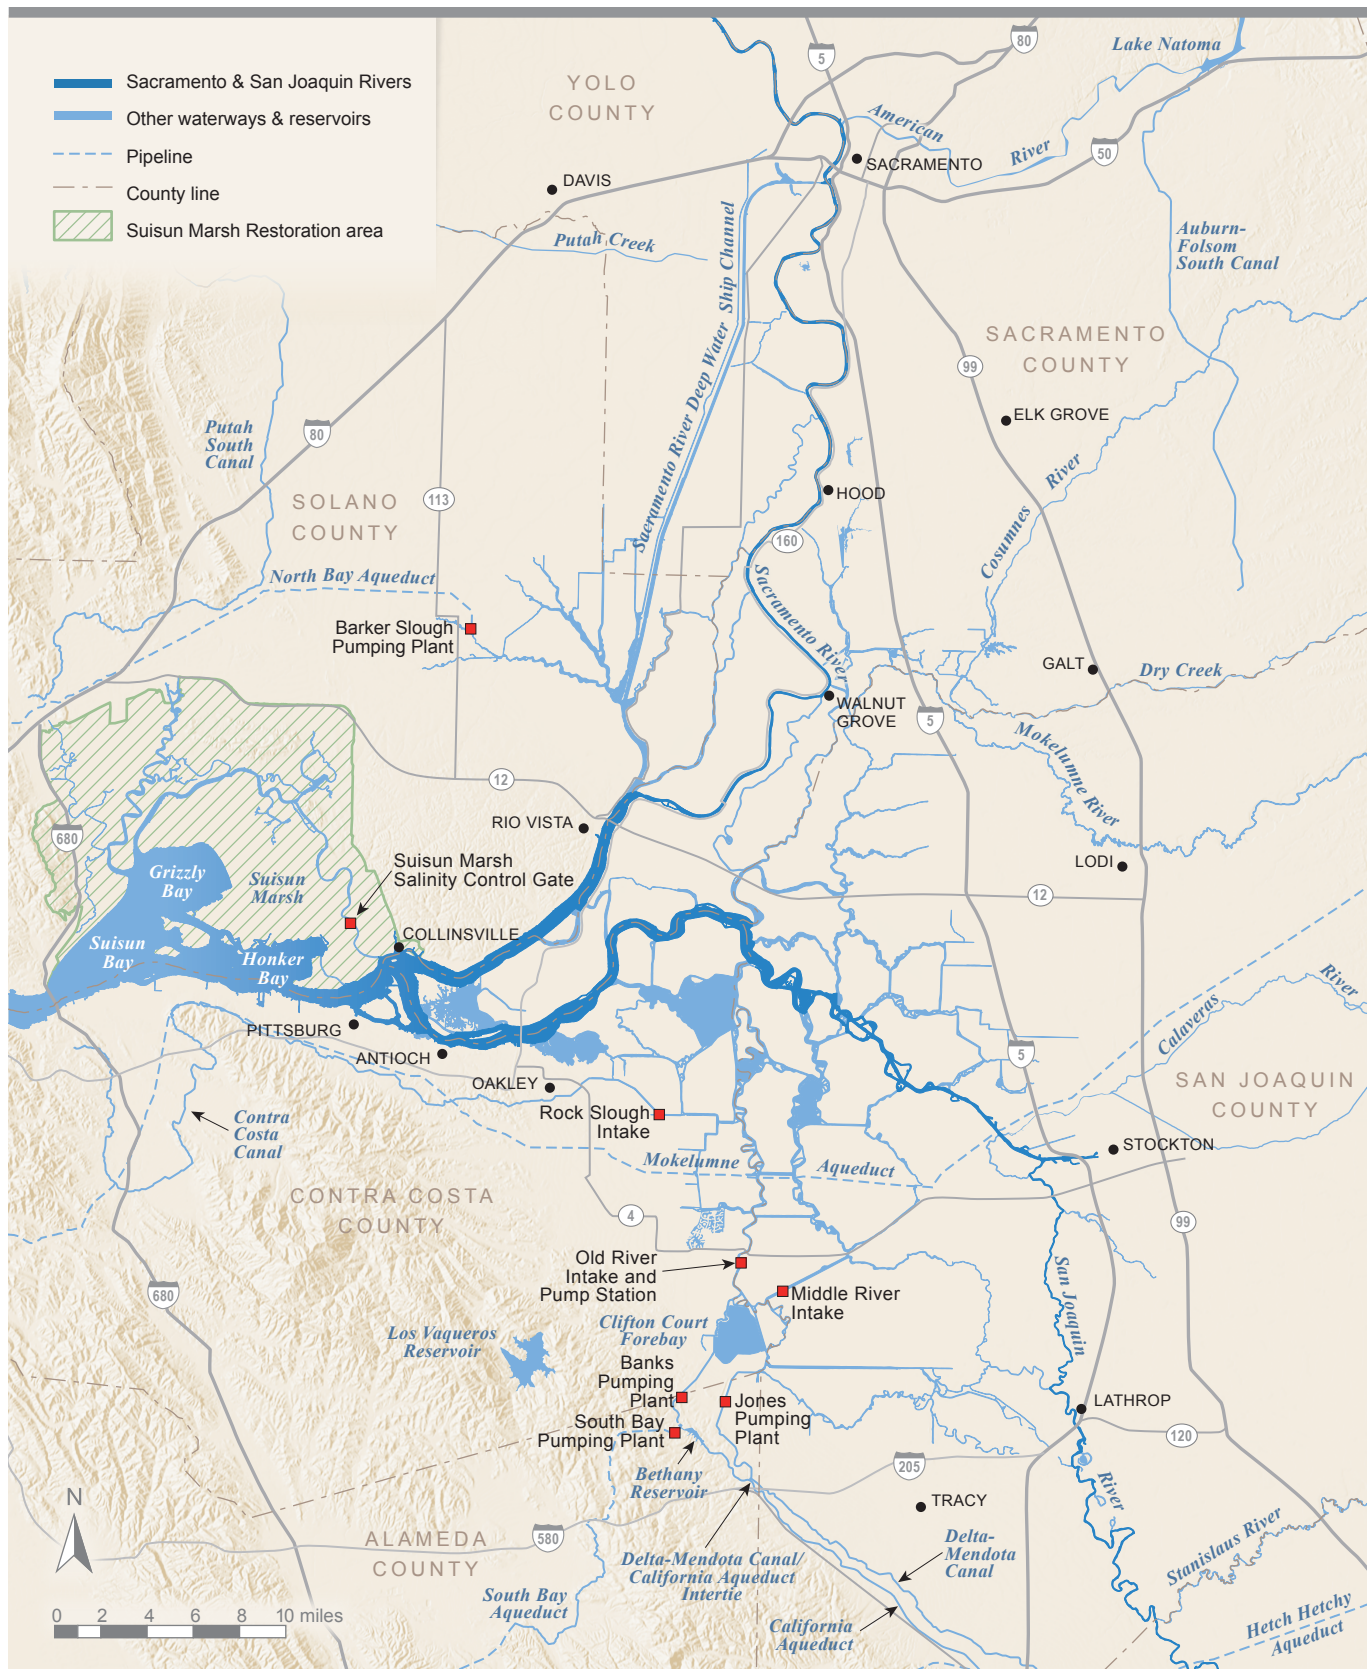 Sacramento & San Joaquin Rivers
Other waterways & reservoirs
Pipeline
County line
Suisun Marsh Restoration area
YOLO
COUNTY
5
80
Lake Natoma
American
River
50
SACRAMENTO
DAVIS
Putah Creek
Sacramento River Deep Water Ship Channel
Auburn-
Folsom
South Canal
SACRAMENTO
COUNTY
99
ELK GROVE
Putah
South
Canal
80
SOLANO
COUNTY
113
HOOD
160
Cosumnes
River
North Bay Aqueduct
Sacramento River
Barker Slough
Pumping Plant
GALT
Dry Creek
WALNUT
GROVE
5
Mokelumne River
12
RIO VISTA
680
LODI
Suisun Marsh
Salinity Control Gate
Grizzly
Bay
Suisun
Marsh
12
COLLINSVILLE
Suisun
Bay
Honker
Bay
Calaveras
River
PITTSBURG
ANTIOCH
5
OAKLEY
SAN JOAQUIN
COUNTY
Rock Slough
Intake
Contra
Costa
Canal
STOCKTON
Mokelumne
Aqueduct
CONTRA COSTA
COUNTY
4
99
Old River
Intake and
Pump Station
Middle River
Intake
San Joaquin
River
680
Clifton Court
Forebay
Los Vaqueros
Reservoir
Banks
Pumping
Plant
Jones
Pumping
Plant
LATHROP
120
South Bay
Pumping Plant
205
Bethany
Reservoir
TRACY
N
580
ALAMEDA
COUNTY
Delta-Mendota Canal/
California Aqueduct
Intertie
Delta-
Mendota
Canal
Stanislaus River
South Bay
Aqueduct
California
Aqueduct
Hetch Hetchy
Aqueduct
0 2 4 6 8 10 miles